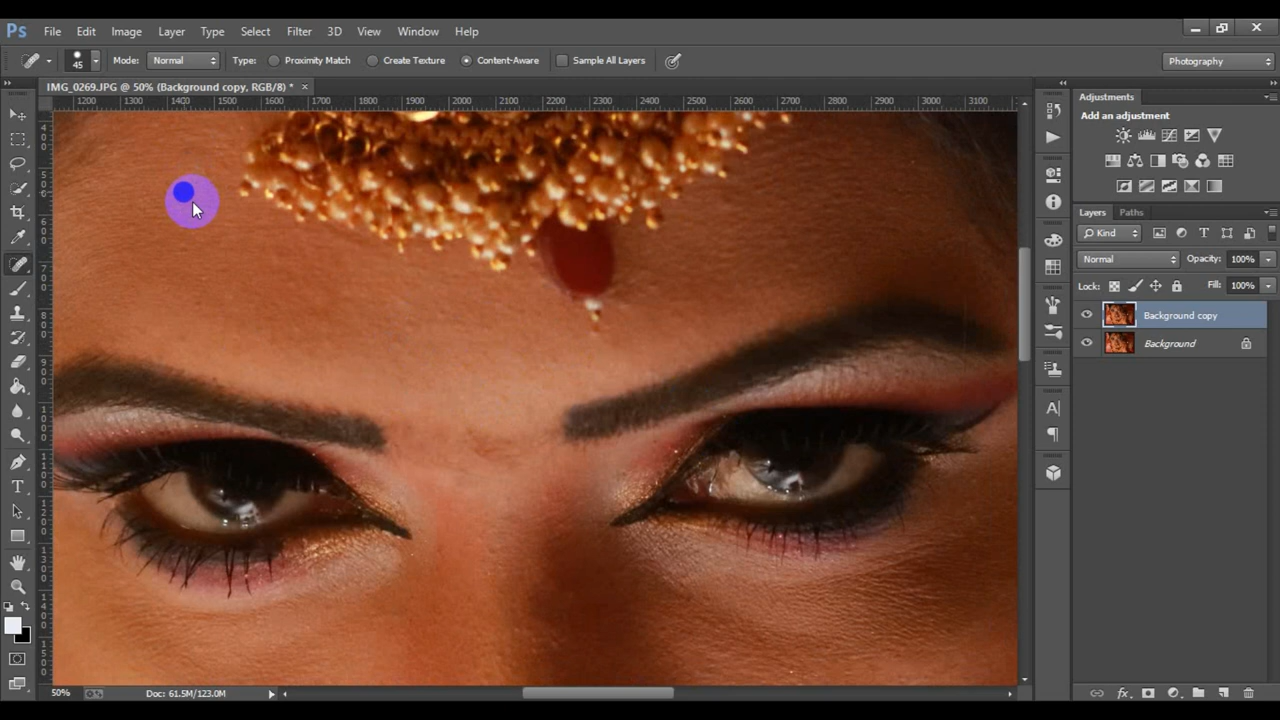 Ps File Edit Image Layer Type Select Filter 3D View Window Help
45 Mode: Normal Type: Proximity Match Create Texture Content-Aware Sample All Layers Photography
IMG_0269.JPG @ 50% (Background copy, RGB/8) * ×
1200 1300 1400 1500 1600 1700 1800 1900 2000 2100 2200 2300 2400 2500 2600 2700 2800 2900 3000 3100
Adjustments
Add an adjustment
Layers Paths
Kind
Normal Opacity: 100%
Lock: Fill: 100%
Background copy
Background
50% Doc: 61.5M/123.0M